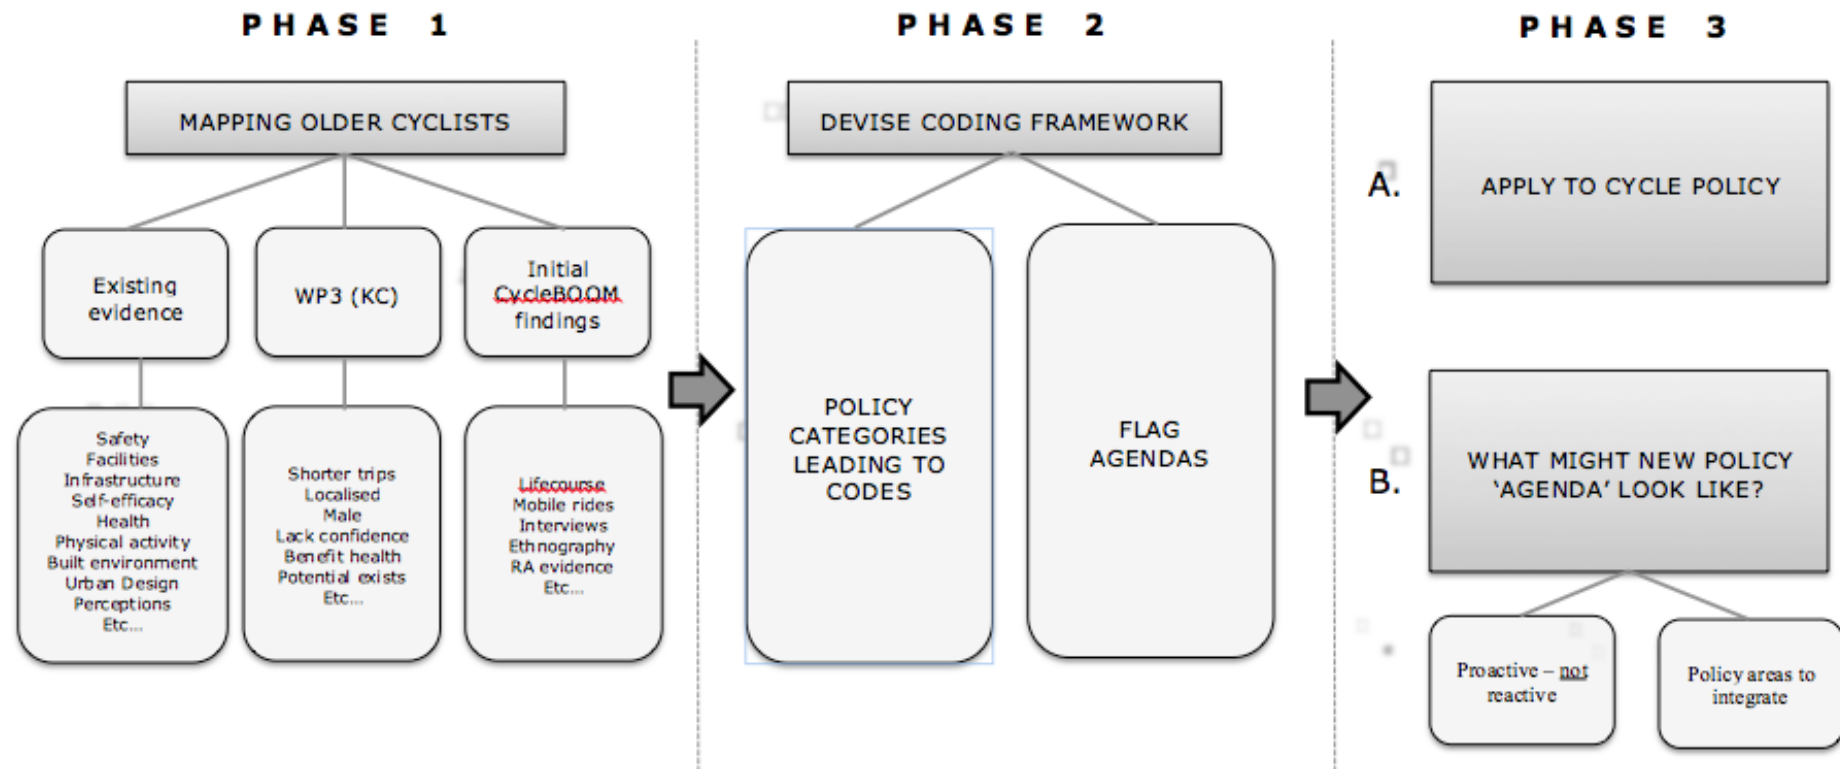 PHASE 1
MAPPING OLDER CYCLISTS
Existing
evidence
WP3 (KC)
Initial
CycleBOOM
findings
Safety
Facilities
Infrastructure
Self-efficacy
Health
Physical activity
Built environment
Urban Design
Perceptions
Etc...
Shorter trips
Localised
Male
Lack confidence
Benefit health
Potential exists
Etc...
Lifecourse
Mobile rides
Interviews
Ethnography
RA evidence
Etc...
PHASE 2
DEVISE CODING FRAMEWORK
POLICY
CATEGORIES
LEADING TO
CODES
FLAG
AGENDAS
PHASE 3
A.
APPLY TO CYCLE POLICY
B.
WHAT MIGHT NEW POLICY
‘AGENDA’ LOOK LIKE?
Proactive – not
reactive
Policy areas to
integrate